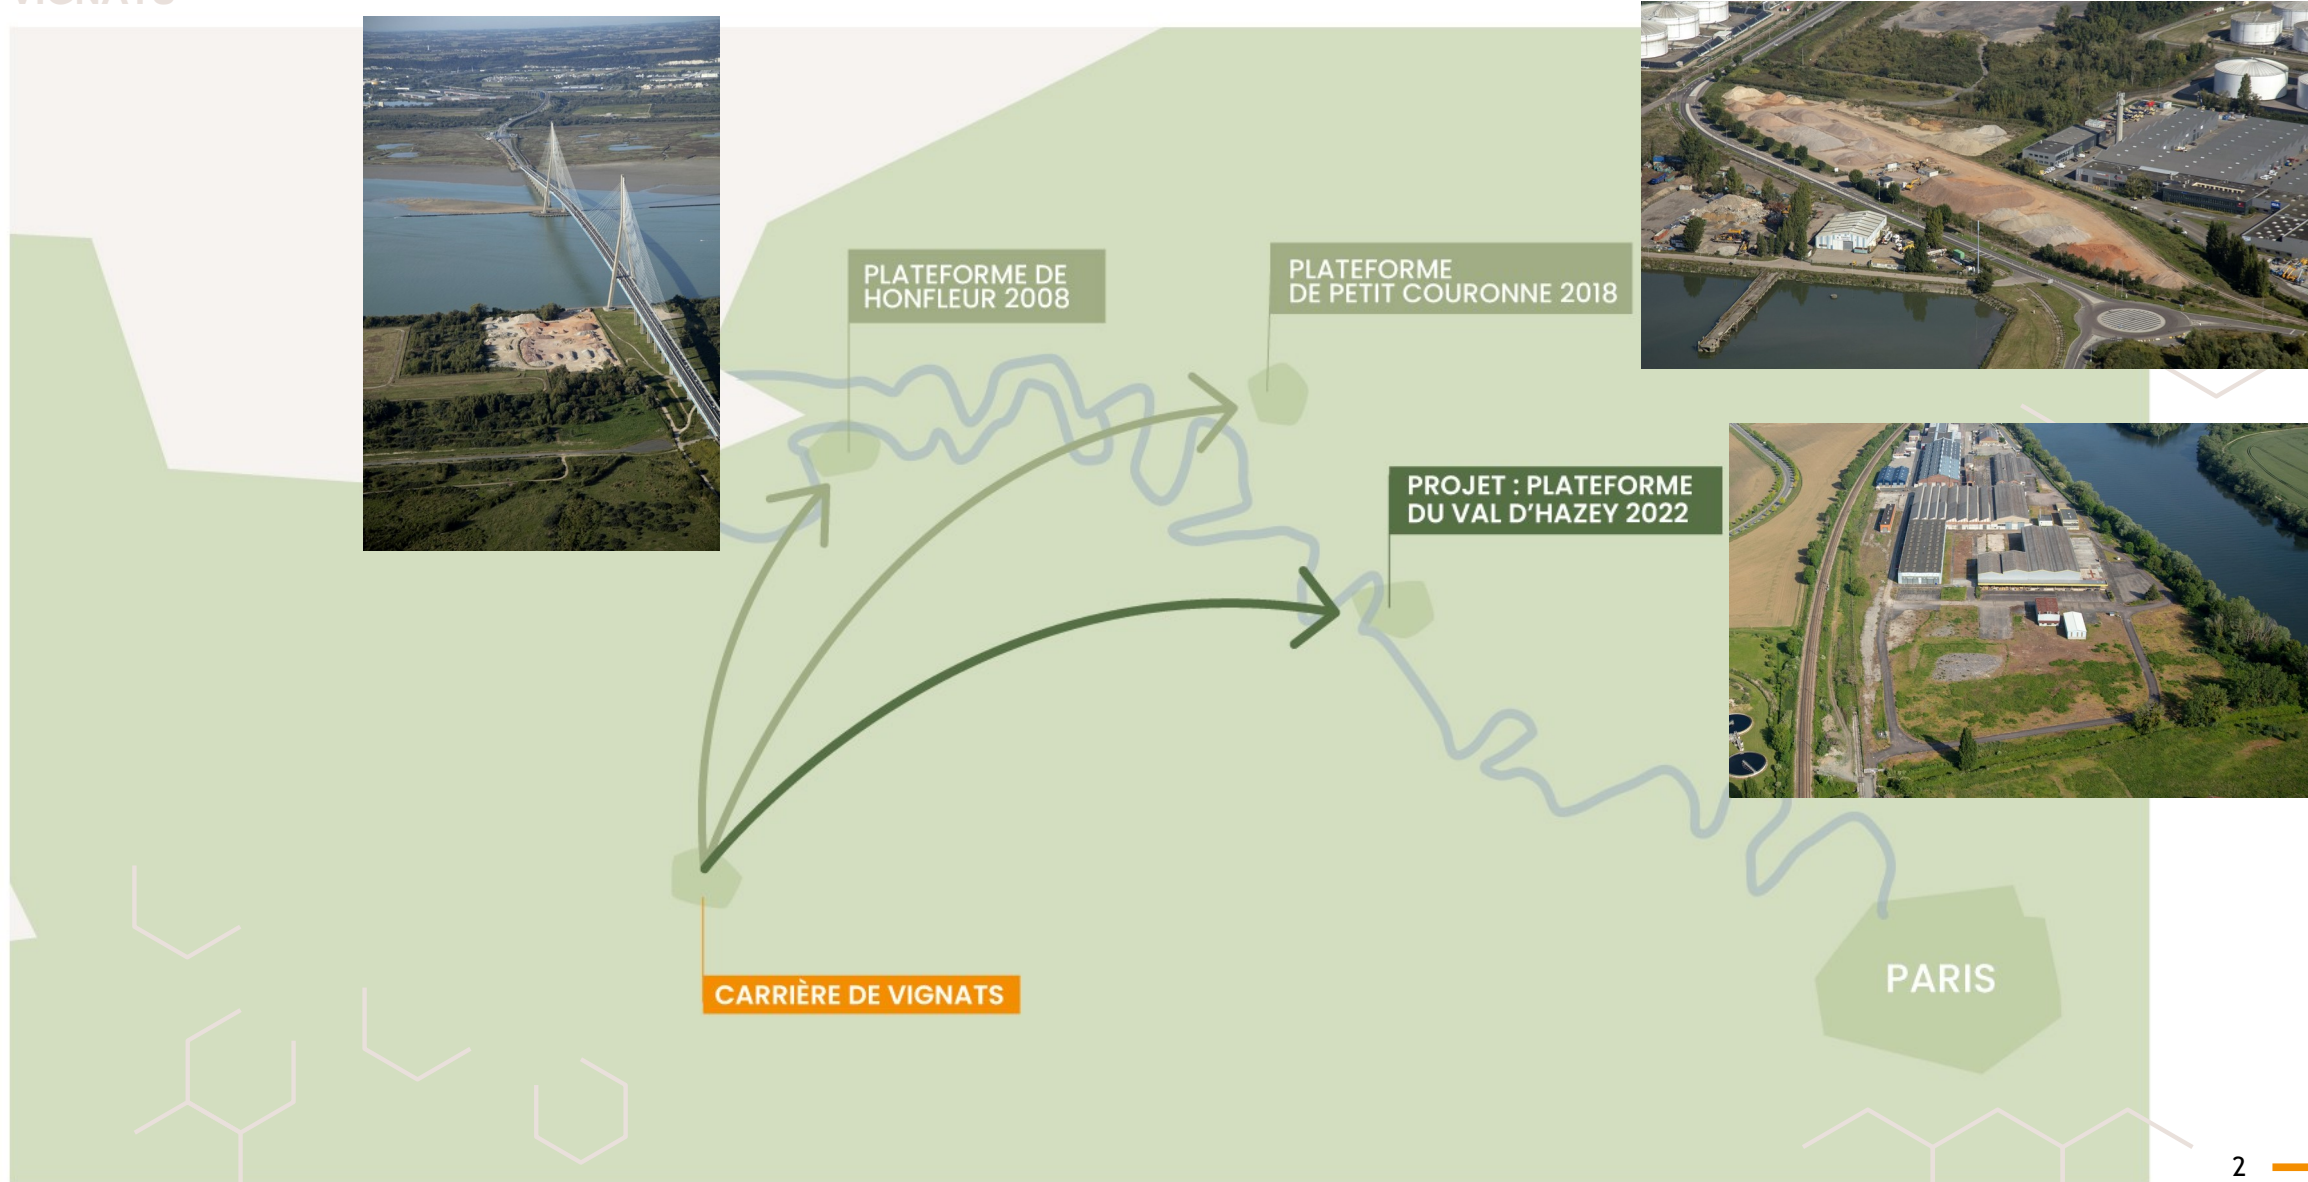 VIGNATS
PLATEFORME DE
HONFLEUR 2008
PLATEFORME
DE PETIT COURONNE 2018
PROJET : PLATEFORME
DU VAL D'HAZEY 2022
CARRIÈRE DE VIGNATS
PARIS
2